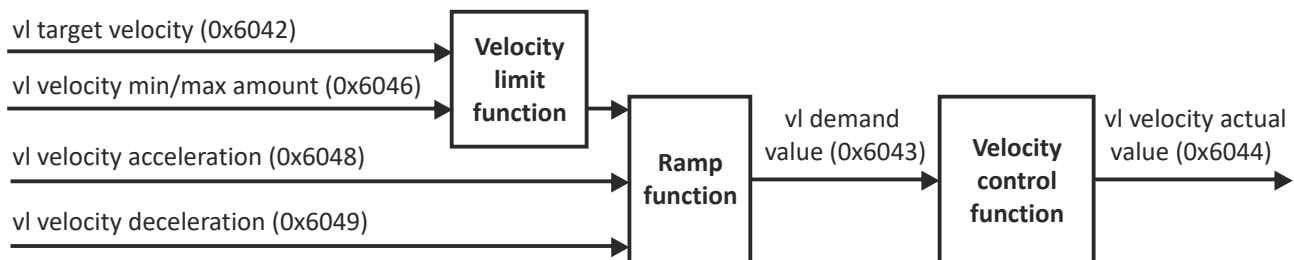 vl target velocity (0x6042)
vl velocity min/max amount (0x6046)
Velocity
limit
function
vl velocity acceleration (0x6048)
vl velocity deceleration (0x6049)
Ramp
function
vl demand
value (0x6043)
Velocity
control
function
vl velocity actual
value (0x6044)